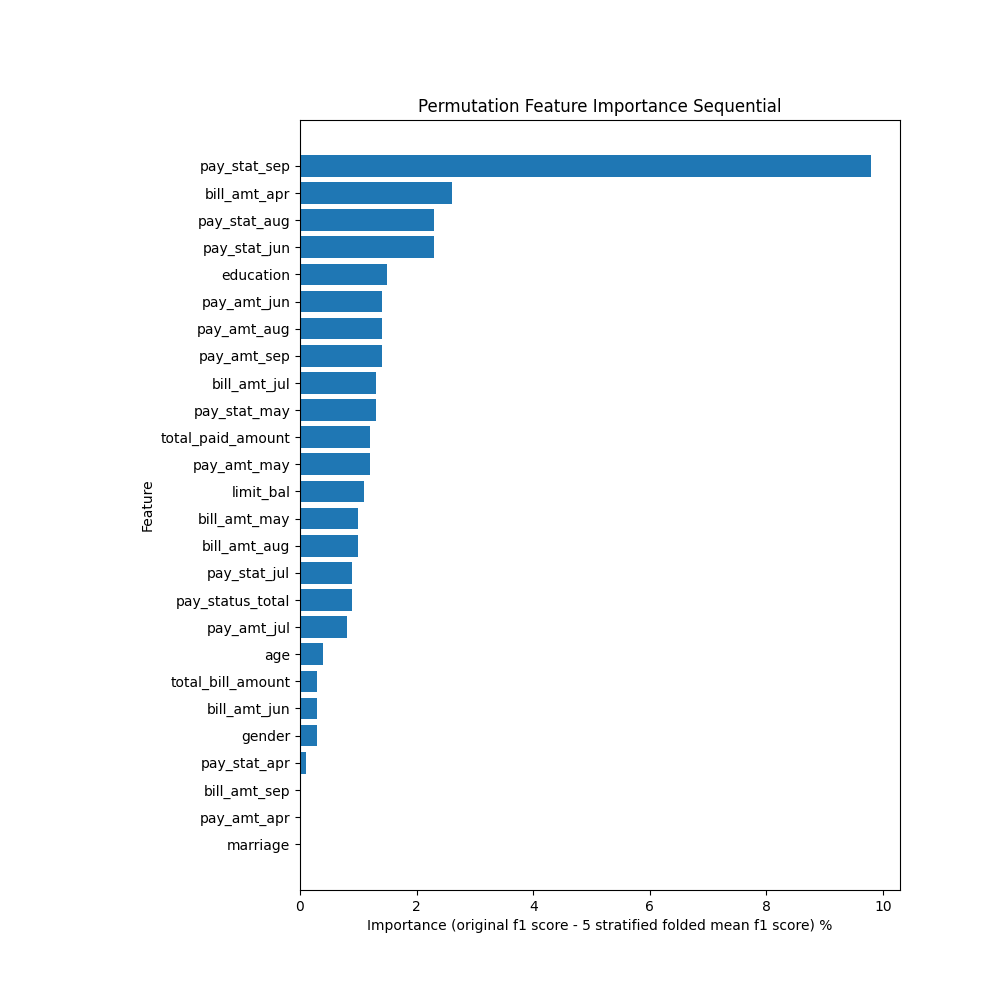 Permutation Feature Importance Sequential
pay_stat_sep
bill_amt_apr
pay_stat_aug
pay_stat_jun
education
pay_amt_jun
pay_amt_aug
pay_amt_sep
bill_amt_jul
pay_stat_may
total_paid_amount
pay_amt_may
limit_bal
bill_amt_may
bill_amt_aug
pay_stat_jul
pay_status_total
pay_amt_jul
age
total_bill_amount
bill_amt_jun
gender
pay_stat_apr
bill_amt_sep
pay_amt_apr
marriage
Feature
0 2 4 6 8 10
Importance (original f1 score - 5 stratified folded mean f1 score) %